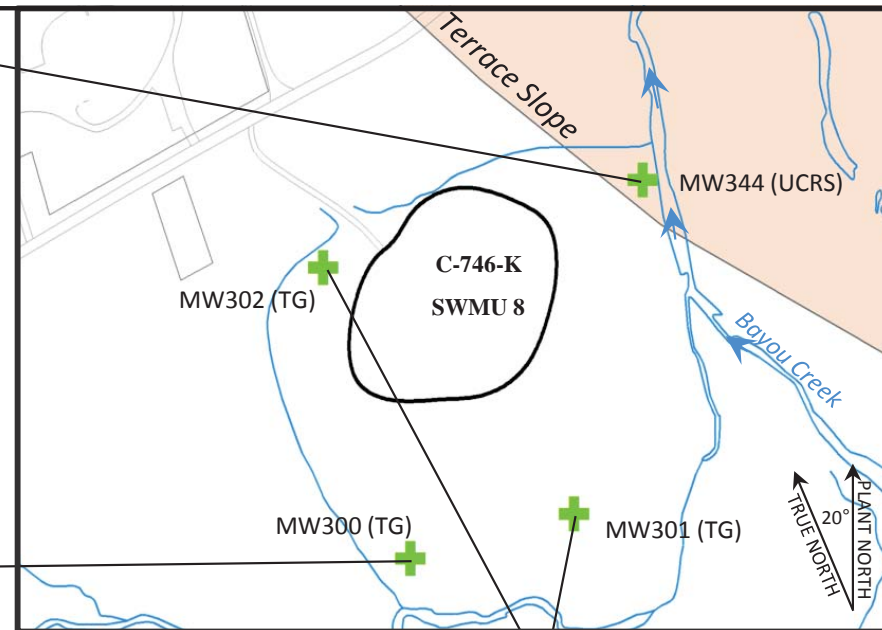 Terrace Slope
MW344 (UCRS)
C-746-K
SWMU 8
MW302 (TG)
Bayou Creek
MW300 (TG)
MW301 (TG)
20°
TRUE NORTH
PLANT NORTH